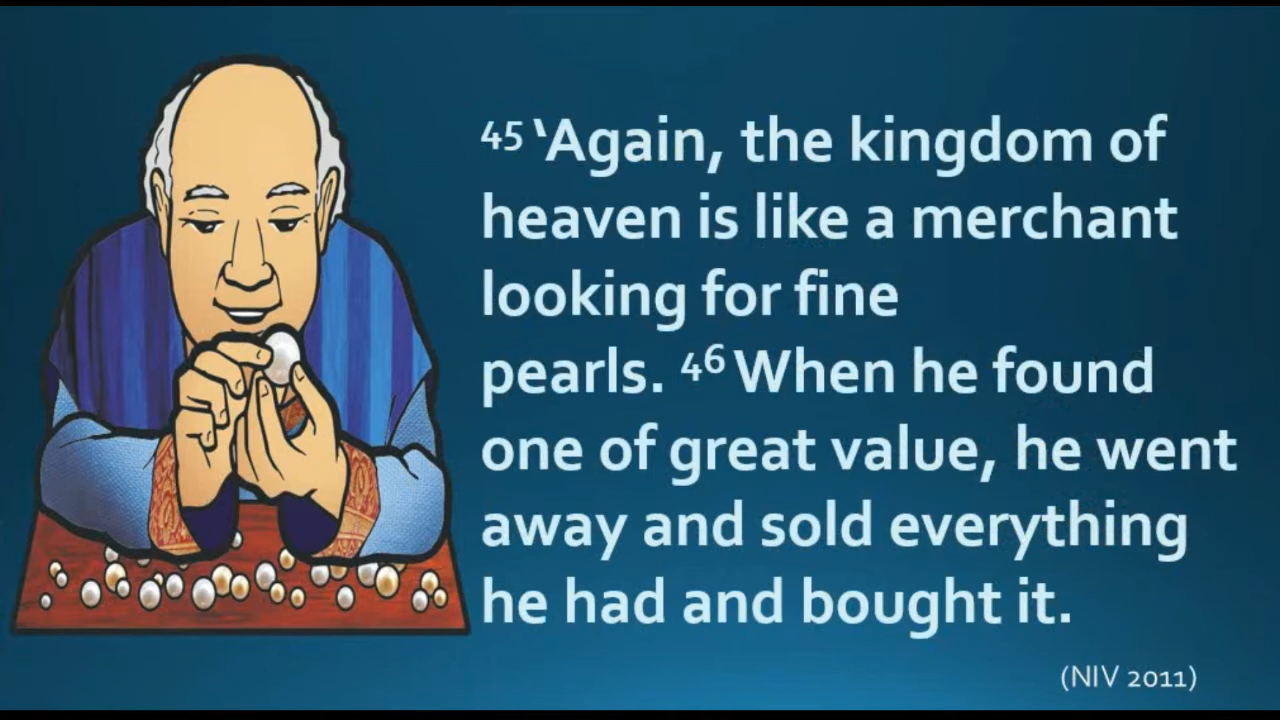 45 ‘Again, the kingdom of
heaven is like a merchant
looking for fine
pearls. 46 When he found
one of great value, he went
away and sold everything
he had and bought it.
(NIV 2011)